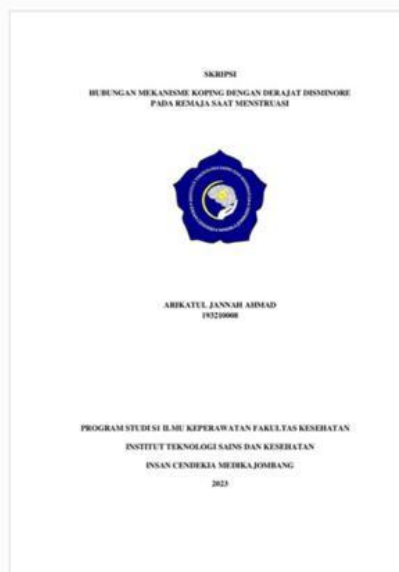 SKRIPSI
HUBUNGAN MEKANISME KOPING DENGAN DERAJAT DISMINORE
PADA REMAJA SAAT MENSTRUASI
ARIKATUL JANNAH AHMAD
193210008
PROGRAM STUDI S1 ILMU KEPERAWATAN FAKULTAS KESEHATAN
INSTITUT TEKNOLOGI SAINS DAN KESEHATAN
INSAN CENDEKIA MEDIKA JOMBANG
2023